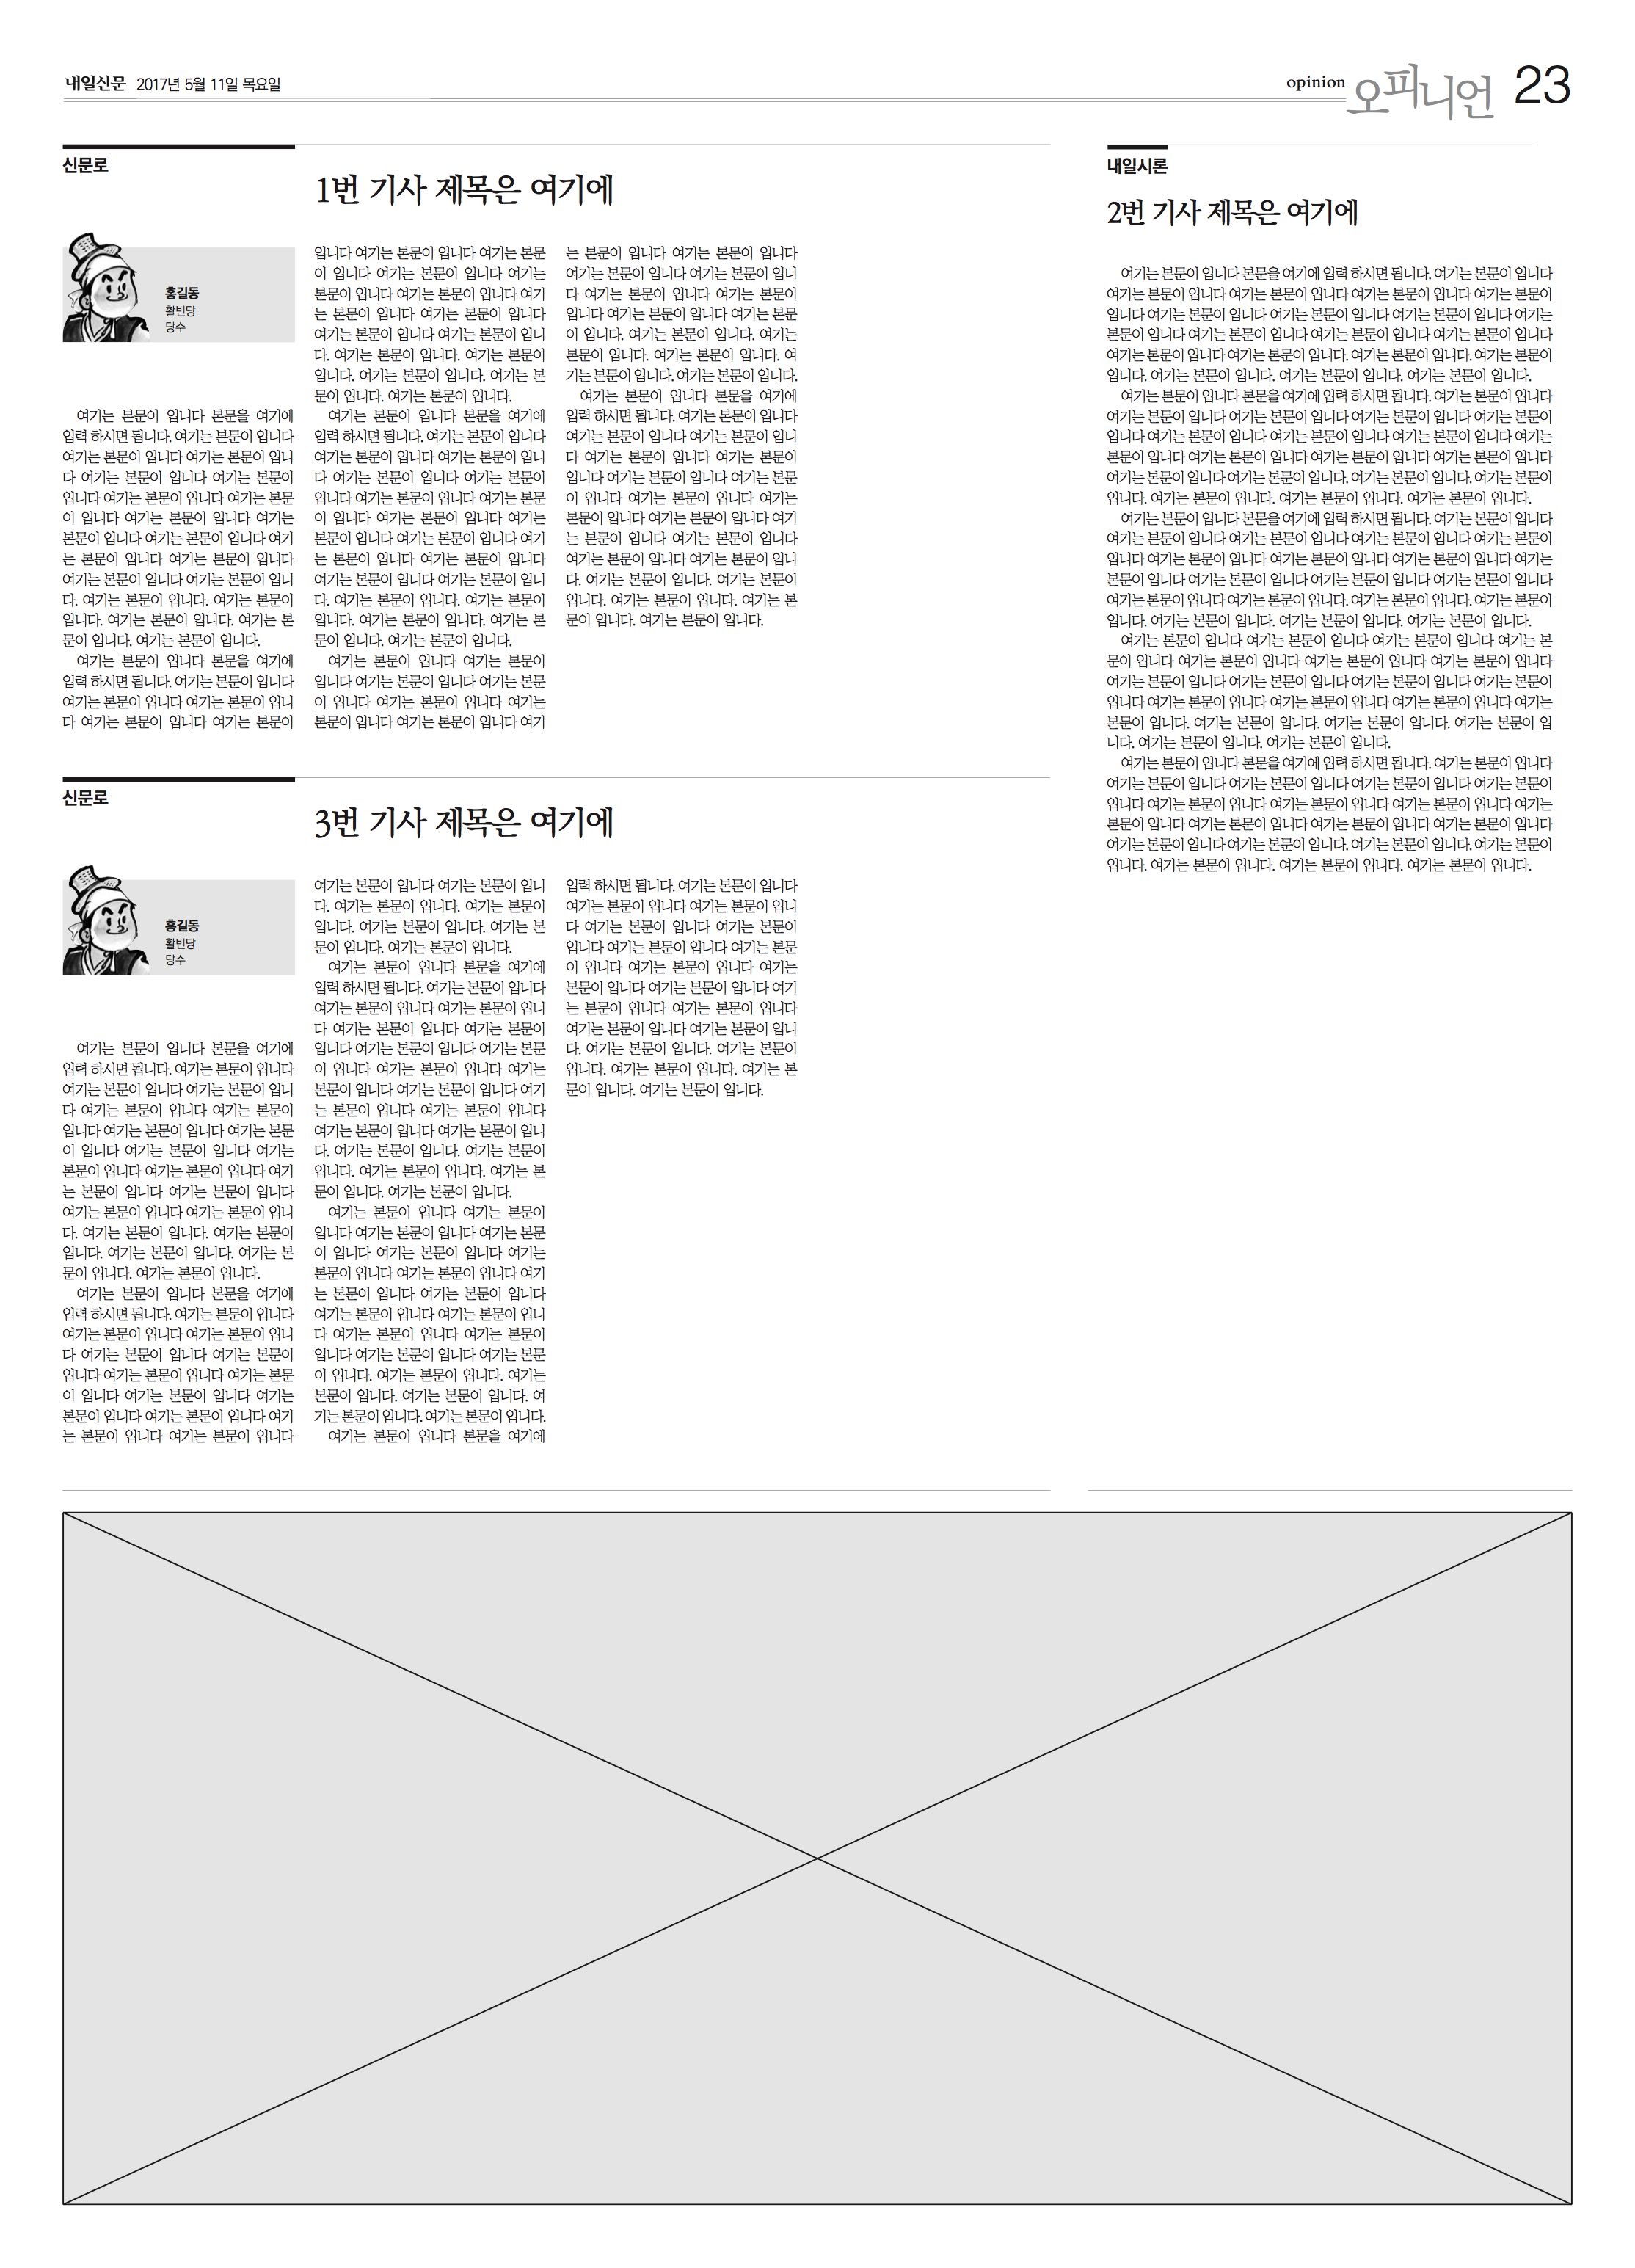 내일신문 2017년 5월 11일 목요일
opinion 오피니언 23
신문로
1번 기사 제목은 여기에
홍길동
활빈당
당수
여기는 본문이 입니다 본문을 여기에
입력 하시면 됩니다. 여기는 본문이 입니다
여기는 본문이 입니다 여기는 본문이 입니
다 여기는 본문이 입니다 여기는 본문이
입니다 여기는 본문이 입니다 여기는 본문
이 입니다 여기는 본문이 입니다 여기는
본문이 입니다 여기는 본문이 입니다 여기
는 본문이 입니다 여기는 본문이 입니다
여기는 본문이 입니다 여기는 본문이 입니
다. 여기는 본문이 입니다. 여기는 본문이
입니다. 여기는 본문이 입니다. 여기는 본
문이 입니다. 여기는 본문이 입니다.
여기는 본문이 입니다 본문을 여기에
입력 하시면 됩니다. 여기는 본문이 입니다
여기는 본문이 입니다 여기는 본문이 입니
다 여기는 본문이 입니다 여기는 본문이
입니다 여기는 본문이 입니다 여기는 본문
이 입니다 여기는 본문이 입니다 여기는
본문이 입니다 여기는 본문이 입니다 여기
는 본문이 입니다 여기는 본문이 입니다
여기는 본문이 입니다 여기는 본문이 입니
다. 여기는 본문이 입니다. 여기는 본문이
입니다. 여기는 본문이 입니다. 여기는 본
문이 입니다. 여기는 본문이 입니다.
여기는 본문이 입니다 본문을 여기에
입력 하시면 됩니다. 여기는 본문이 입니다
여기는 본문이 입니다 여기는 본문이 입니
다 여기는 본문이 입니다 여기는 본문이
입니다 여기는 본문이 입니다 여기는 본문
이 입니다 여기는 본문이 입니다 여기는
본문이 입니다 여기는 본문이 입니다 여기
는 본문이 입니다 여기는 본문이 입니다
여기는 본문이 입니다 여기는 본문이 입니
다. 여기는 본문이 입니다. 여기는 본문이
입니다. 여기는 본문이 입니다. 여기는 본
문이 입니다. 여기는 본문이 입니다.
여기는 본문이 입니다 여기는 본문이
입니다 여기는 본문이 입니다 여기는 본문
이 입니다 여기는 본문이 입니다 여기는
본문이 입니다 여기는 본문이 입니다 여기
는 본문이 입니다 여기는 본문이 입니다
여기는 본문이 입니다 여기는 본문이 입니
다 여기는 본문이 입니다 여기는 본문이
입니다 여기는 본문이 입니다 여기는 본문
이 입니다. 여기는 본문이 입니다. 여기는
본문이 입니다. 여기는 본문이 입니다. 여
기는 본문이 입니다. 여기는 본문이 입니다.
여기는 본문이 입니다 본문을 여기에
입력 하시면 됩니다. 여기는 본문이 입니다
여기는 본문이 입니다 여기는 본문이 입니
다 여기는 본문이 입니다 여기는 본문이
입니다 여기는 본문이 입니다 여기는 본문
이 입니다 여기는 본문이 입니다 여기는
본문이 입니다 여기는 본문이 입니다 여기
는 본문이 입니다 여기는 본문이 입니다
여기는 본문이 입니다 여기는 본문이 입니
다. 여기는 본문이 입니다. 여기는 본문이
입니다. 여기는 본문이 입니다. 여기는 본
문이 입니다. 여기는 본문이 입니다.
내일시론
2번 기사 제목은 여기에
여기는 본문이 입니다 본문을 여기에 입력 하시면 됩니다. 여기는 본문이 입니다
여기는 본문이 입니다 여기는 본문이 입니다 여기는 본문이 입니다 여기는 본문이
입니다 여기는 본문이 입니다 여기는 본문이 입니다 여기는 본문이 입니다 여기는
본문이 입니다 여기는 본문이 입니다 여기는 본문이 입니다 여기는 본문이 입니다
여기는 본문이 입니다 여기는 본문이 입니다. 여기는 본문이 입니다. 여기는 본문이
입니다. 여기는 본문이 입니다. 여기는 본문이 입니다. 여기는 본문이 입니다.
여기는 본문이 입니다 본문을 여기에 입력 하시면 됩니다. 여기는 본문이 입니다
여기는 본문이 입니다 여기는 본문이 입니다 여기는 본문이 입니다 여기는 본문이
입니다 여기는 본문이 입니다 여기는 본문이 입니다 여기는 본문이 입니다 여기는
본문이 입니다 여기는 본문이 입니다 여기는 본문이 입니다 여기는 본문이 입니다
여기는 본문이 입니다 여기는 본문이 입니다. 여기는 본문이 입니다. 여기는 본문이
입니다. 여기는 본문이 입니다. 여기는 본문이 입니다. 여기는 본문이 입니다.
여기는 본문이 입니다 본문을 여기에 입력 하시면 됩니다. 여기는 본문이 입니다
여기는 본문이 입니다 여기는 본문이 입니다 여기는 본문이 입니다 여기는 본문이
입니다 여기는 본문이 입니다 여기는 본문이 입니다 여기는 본문이 입니다 여기는
본문이 입니다 여기는 본문이 입니다 여기는 본문이 입니다 여기는 본문이 입니다
여기는 본문이 입니다 여기는 본문이 입니다. 여기는 본문이 입니다. 여기는 본문이
입니다. 여기는 본문이 입니다. 여기는 본문이 입니다. 여기는 본문이 입니다.
여기는 본문이 입니다 여기는 본문이 입니다 여기는 본문이 입니다 여기는 본
문이 입니다 여기는 본문이 입니다 여기는 본문이 입니다 여기는 본문이 입니다
여기는 본문이 입니다 여기는 본문이 입니다 여기는 본문이 입니다 여기는 본문이
입니다 여기는 본문이 입니다 여기는 본문이 입니다 여기는 본문이 입니다 여기는
본문이 입니다. 여기는 본문이 입니다. 여기는 본문이 입니다. 여기는 본문이 입
니다. 여기는 본문이 입니다. 여기는 본문이 입니다.
여기는 본문이 입니다 본문을 여기에 입력 하시면 됩니다. 여기는 본문이 입니다
여기는 본문이 입니다 여기는 본문이 입니다 여기는 본문이 입니다 여기는 본문이
입니다 여기는 본문이 입니다 여기는 본문이 입니다 여기는 본문이 입니다 여기는
본문이 입니다 여기는 본문이 입니다 여기는 본문이 입니다 여기는 본문이 입니다
여기는 본문이 입니다 여기는 본문이 입니다. 여기는 본문이 입니다. 여기는 본문이
입니다. 여기는 본문이 입니다. 여기는 본문이 입니다. 여기는 본문이 입니다.
신문로
3번 기사 제목은 여기에
홍길동
활빈당
당수
여기는 본문이 입니다 본문을 여기에
입력 하시면 됩니다. 여기는 본문이 입니다
여기는 본문이 입니다 여기는 본문이 입니
다 여기는 본문이 입니다 여기는 본문이
입니다 여기는 본문이 입니다 여기는 본문
이 입니다 여기는 본문이 입니다 여기는
본문이 입니다 여기는 본문이 입니다 여기
는 본문이 입니다 여기는 본문이 입니다
여기는 본문이 입니다 여기는 본문이 입니
다. 여기는 본문이 입니다. 여기는 본문이
입니다. 여기는 본문이 입니다. 여기는 본
문이 입니다. 여기는 본문이 입니다.
여기는 본문이 입니다 본문을 여기에
입력 하시면 됩니다. 여기는 본문이 입니다
여기는 본문이 입니다 여기는 본문이 입니
다 여기는 본문이 입니다 여기는 본문이
입니다 여기는 본문이 입니다 여기는 본문
이 입니다 여기는 본문이 입니다 여기는
본문이 입니다 여기는 본문이 입니다 여기
는 본문이 입니다 여기는 본문이 입니다
여기는 본문이 입니다 여기는 본문이 입니
다. 여기는 본문이 입니다. 여기는 본문이
입니다. 여기는 본문이 입니다. 여기는 본
문이 입니다. 여기는 본문이 입니다.
여기는 본문이 입니다 본문을 여기에
입력 하시면 됩니다. 여기는 본문이 입니다
여기는 본문이 입니다 여기는 본문이 입니
다 여기는 본문이 입니다 여기는 본문이
입니다 여기는 본문이 입니다 여기는 본문
이 입니다 여기는 본문이 입니다 여기는
본문이 입니다 여기는 본문이 입니다 여기
는 본문이 입니다 여기는 본문이 입니다
여기는 본문이 입니다 여기는 본문이 입니
다. 여기는 본문이 입니다. 여기는 본문이
입니다. 여기는 본문이 입니다. 여기는 본
문이 입니다. 여기는 본문이 입니다.
여기는 본문이 입니다 여기는 본문이
입니다 여기는 본문이 입니다 여기는 본문
이 입니다 여기는 본문이 입니다 여기는
본문이 입니다 여기는 본문이 입니다 여기
는 본문이 입니다 여기는 본문이 입니다
여기는 본문이 입니다 여기는 본문이 입니
다 여기는 본문이 입니다 여기는 본문이
입니다 여기는 본문이 입니다 여기는 본문
이 입니다. 여기는 본문이 입니다. 여기는
본문이 입니다. 여기는 본문이 입니다. 여
기는 본문이 입니다. 여기는 본문이 입니다.
여기는 본문이 입니다 본문을 여기에
입력 하시면 됩니다. 여기는 본문이 입니다
여기는 본문이 입니다 여기는 본문이 입니
다 여기는 본문이 입니다 여기는 본문이
입니다 여기는 본문이 입니다 여기는 본문
이 입니다 여기는 본문이 입니다 여기는
본문이 입니다 여기는 본문이 입니다 여기
는 본문이 입니다 여기는 본문이 입니다
여기는 본문이 입니다 여기는 본문이 입니
다. 여기는 본문이 입니다. 여기는 본문이
입니다. 여기는 본문이 입니다. 여기는 본
문이 입니다. 여기는 본문이 입니다.